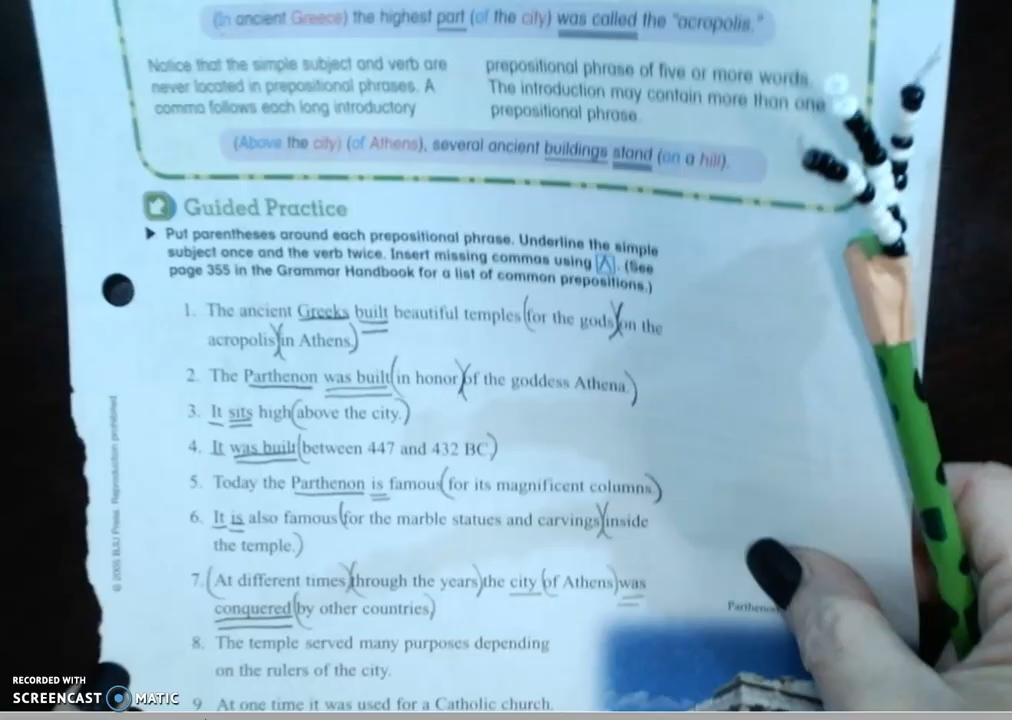 (In ancient Greece) the highest part (of the city) was called the "acropolis."
Notice that the simple subject and verb are
never located in prepositional phrases. A
comma follows each long introductory
prepositional phrase of five or more words.
The introduction may contain more than one
prepositional phrase.
(Above the city) (of Athens), several ancient buildings stand (on a hill).
Guided Practice
Put parentheses around each prepositional phrase. Underline the simple
subject once and the verb twice. Insert missing commas using ⋀. (See
page 355 in the Grammar Handbook for a list of common prepositions.)
1. The ancient Greeks built beautiful temples (for the gods)(on the
acropolis)(in Athens.)
2. The Parthenon was built (in honor)(of the goddess Athena.)
3. It sits high (above the city.)
4. It was built (between 447 and 432 BC)
5. Today the Parthenon is famous (for its magnificent columns.)
6. It is also famous (for the marble statues and carvings)(inside
the temple.)
7. (At different times)(through the years) the city (of Athens) was
conquered (by other countries)
8. The temple served many purposes depending
on the rulers of the city.
9 At one time it was used for a Catholic church.
Parthenon
© 2005 BJU Press. Reproduction prohibited.
RECORDED WITH
SCREENCAST MATIC